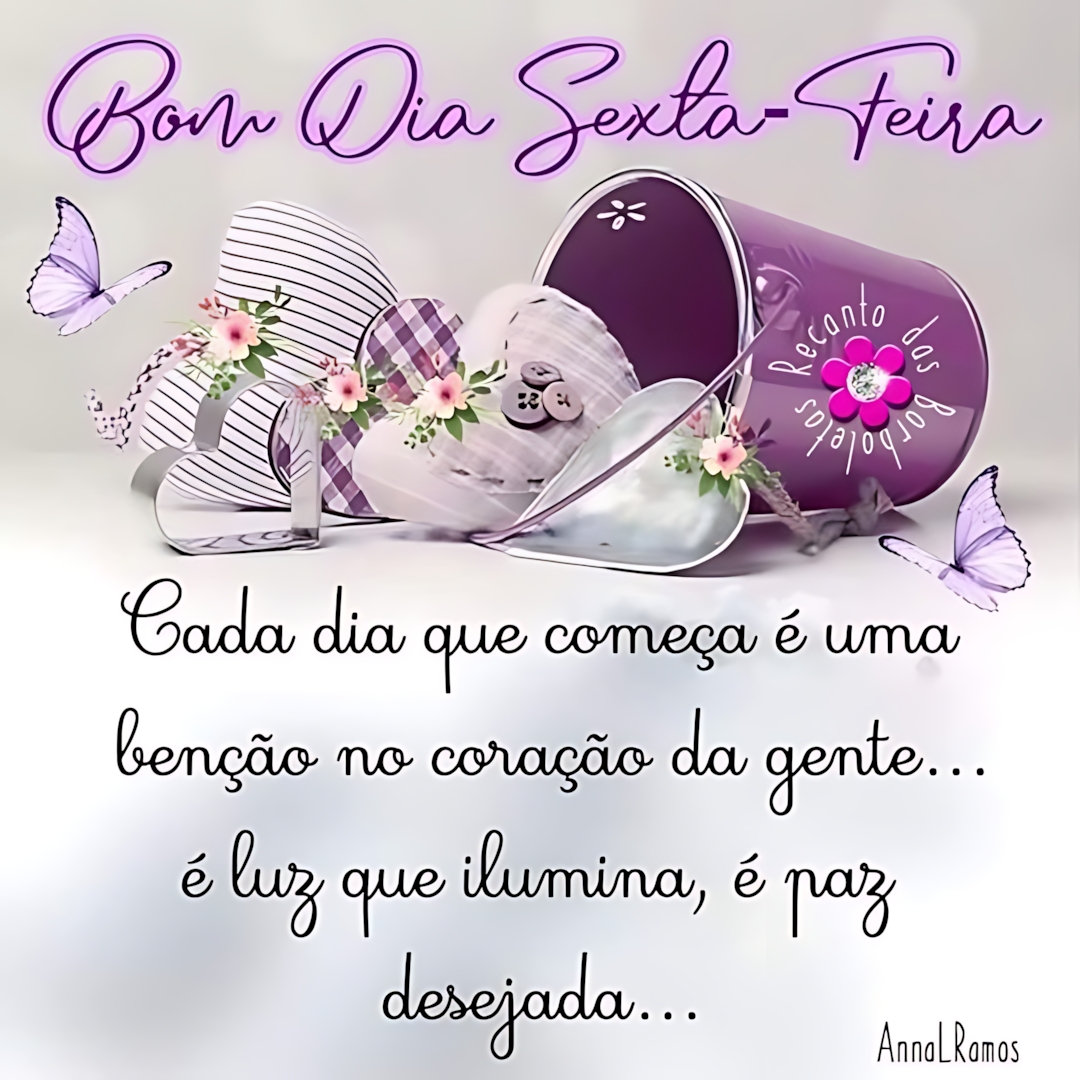 Bom Dia Sexta-Feira
Recanto das Borboletas
Cada dia que começa é uma
benção no coração da gente...
é luz que ilumina, é paz
desejada...
AnnaLRamos